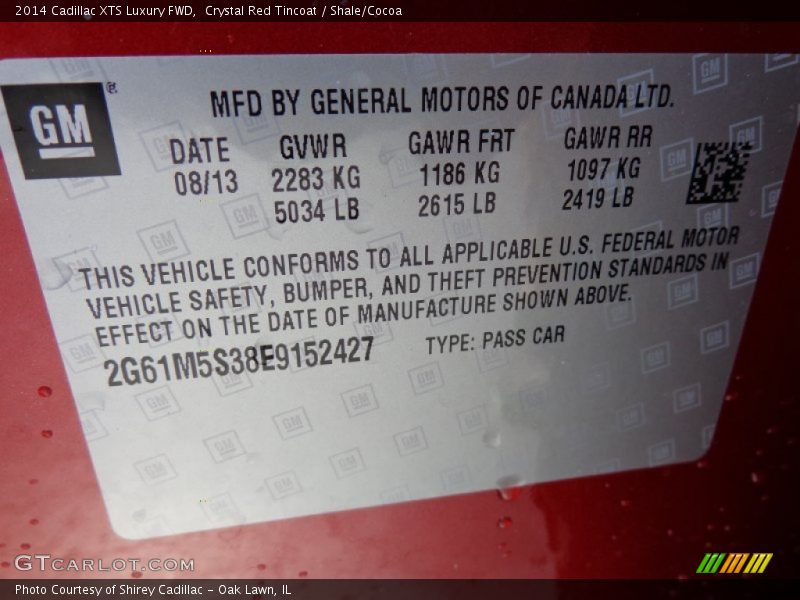 2014 Cadillac XTS Luxury FWD,  Crystal Red Tincoat / Shale/Cocoa
GM®
MFD BY GENERAL MOTORS OF CANADA LTD.
DATE GVWR GAWR FRT GAWR RR
08/13 2283 KG 1186 KG 1097 KG
5034 LB 2615 LB 2419 LB
THIS VEHICLE CONFORMS TO ALL APPLICABLE U.S. FEDERAL MOTOR
VEHICLE SAFETY, BUMPER, AND THEFT PREVENTION STANDARDS IN
EFFECT ON THE DATE OF MANUFACTURE SHOWN ABOVE.
2G61M5S38E9152427 TYPE: PASS CAR
GTCARLOT.COM
Photo Courtesy of Shirey Cadillac - Oak Lawn, IL